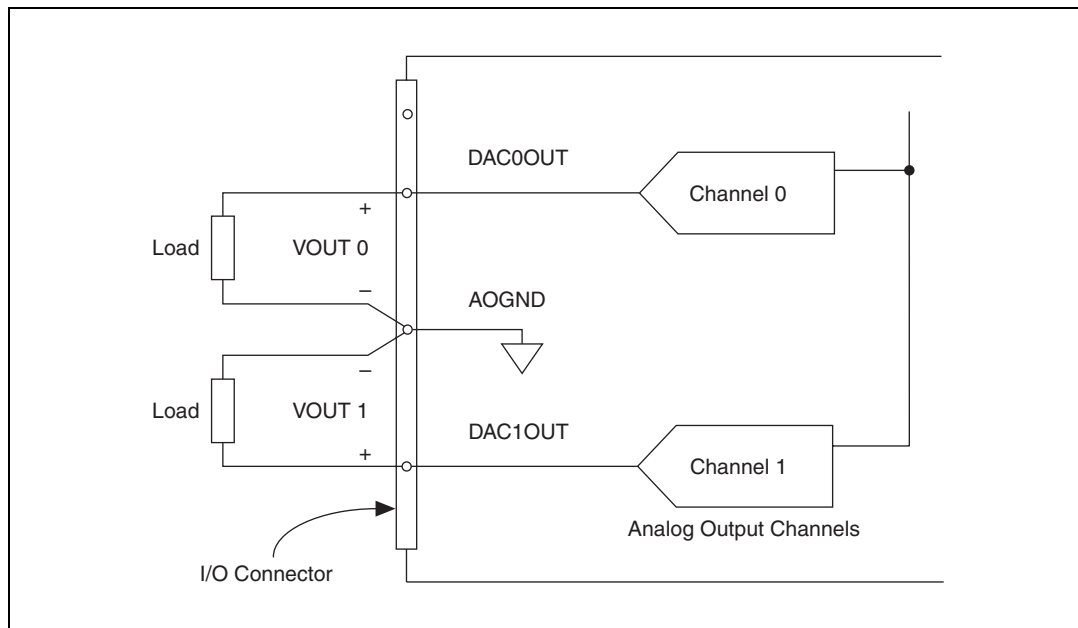 DAC0OUT
Channel 0
+
Load
VOUT 0
–
AOGND
–
Load
VOUT 1
DAC1OUT
+
Channel 1
Analog Output Channels
I/O Connector